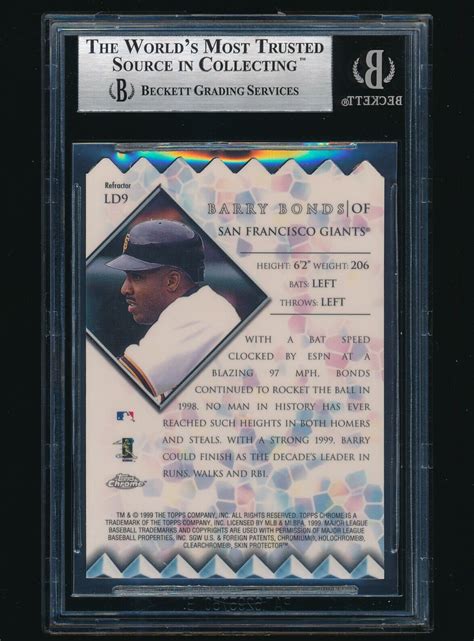 THE WORLD'S MOST TRUSTED
SOURCE IN COLLECTING™
BECKETT GRADING SERVICES
BECKETT
Refractor
LD9
BARRY BONDS|OF
SAN FRANCISCO GIANTS®
HEIGHT: 6'2" WEIGHT: 206
BATS: LEFT
THROWS: LEFT
WITH A BAT SPEED
CLOCKED BY ESPN AT A
BLAZING 97 MPH, BONDS
CONTINUED TO ROCKET THE BALL IN
1998. NO MAN IN HISTORY HAS EVER
REACHED SUCH HEIGHTS IN BOTH HOMERS
AND STEALS. WITH A STRONG 1999, BARRY
COULD FINISH AS THE DECADE'S LEADER IN
RUNS, WALKS AND RBI.
Topps
Chrome
TM & © 1999 THE TOPPS COMPANY, INC. ALL RIGHTS RESERVED. TOPPS CHROME IS A
TRADEMARK OF THE TOPPS COMPANY, INC. LICENSED BY MLB & MLBPA, 1999. MAJOR LEAGUE
BASEBALL TRADEMARKS AND COPYRIGHTS ARE USED WITH PERMISSION OF MAJOR LEAGUE
BASEBALL PROPERTIES, INC. SGW U.S. & FOREIGN PATENTS, CHROMIUM®, HOLOCHROME®,
CLEARCHROME®, SKIN PROTECTOR™